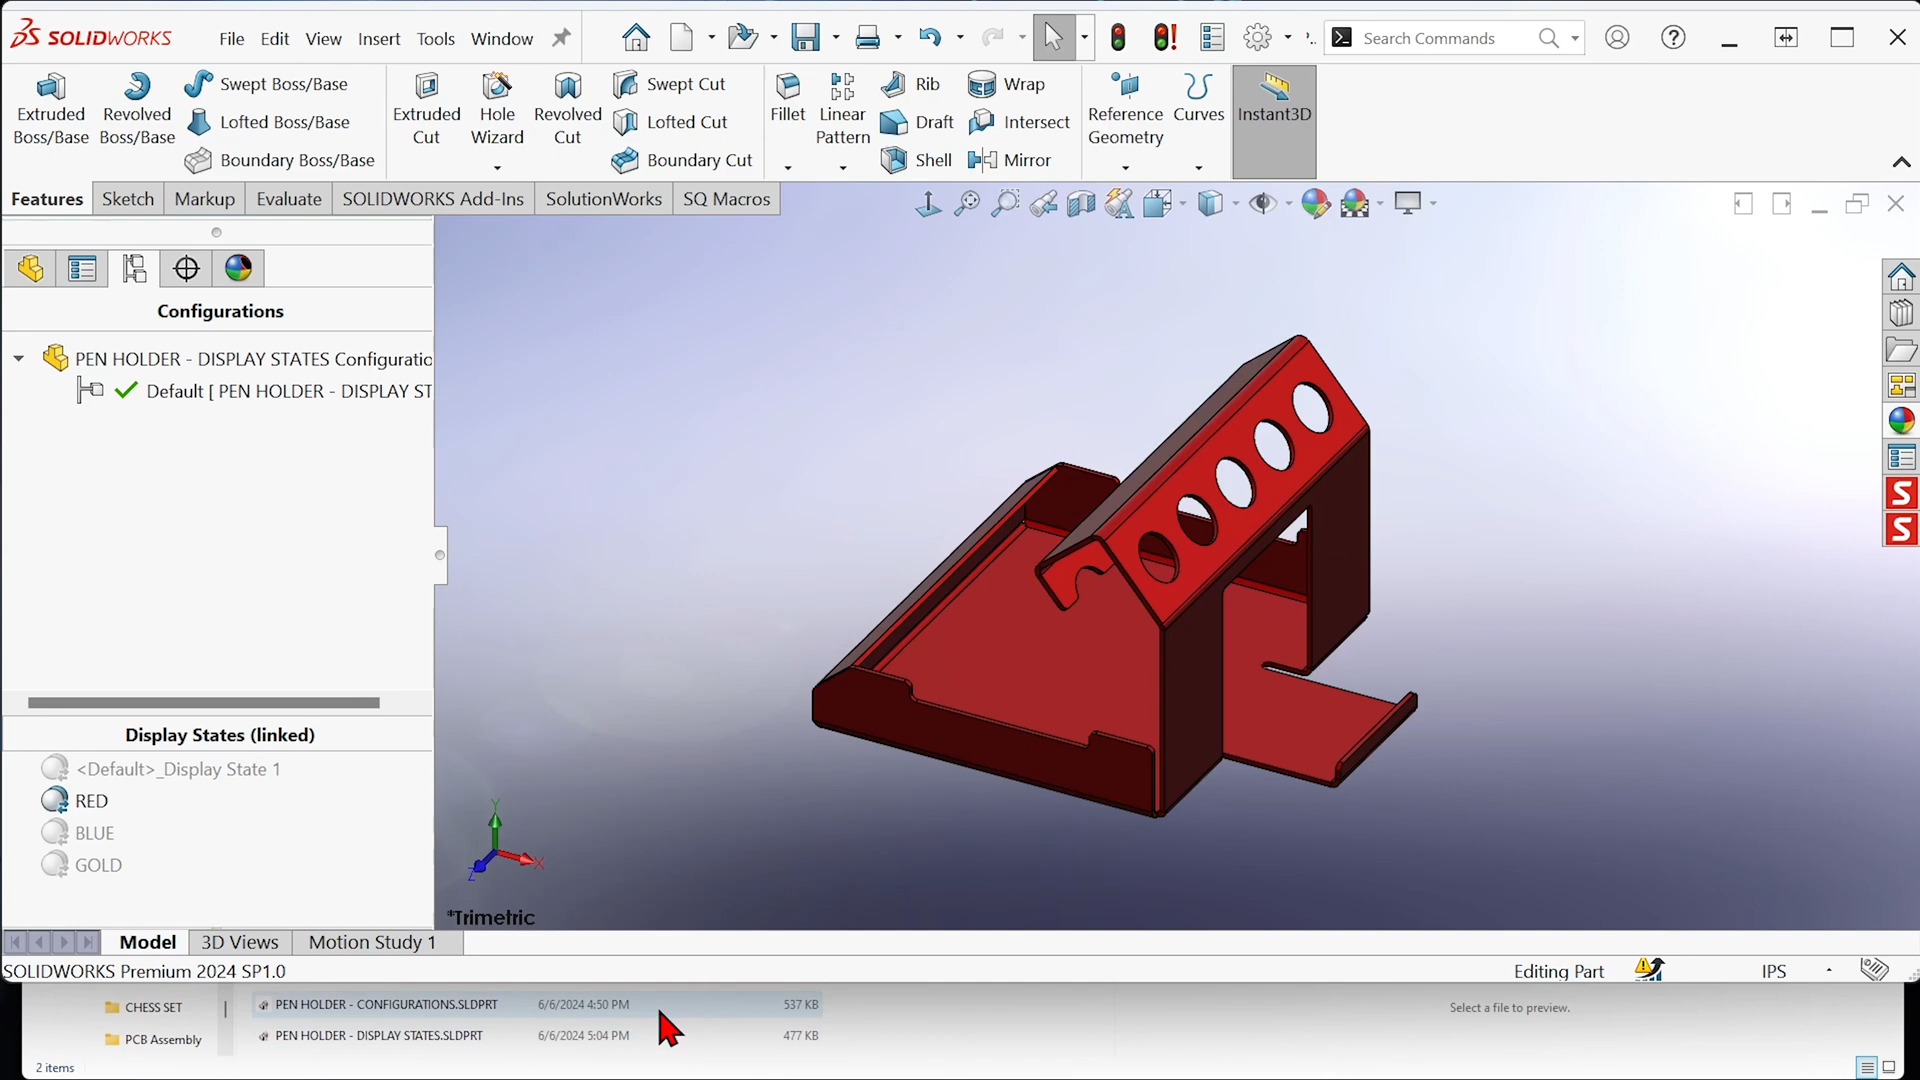 SOLIDWORKS File Edit View Insert Tools Window Search Commands
Extruded Boss/Base
Revolved Boss/Base
Swept Boss/Base
Lofted Boss/Base
Boundary Boss/Base
Extruded Cut
Hole Wizard
Revolved Cut
Swept Cut
Lofted Cut
Boundary Cut
Fillet
Linear Pattern
Rib
Draft
Shell
Wrap
Intersect
Mirror
Reference Geometry
Curves
Instant3D
Features Sketch Markup Evaluate SOLIDWORKS Add-Ins SolutionWorks SQ Macros
Configurations
PEN HOLDER - DISPLAY STATES Configuratio
Default [ PEN HOLDER - DISPLAY ST
Display States (linked)
<Default>_Display State 1
RED
BLUE
GOLD
Y
X
Z
*Trimetric
Model 3D Views Motion Study 1
SOLIDWORKS Premium 2024 SP1.0 Editing Part IPS
CHESS SET PEN HOLDER - CONFIGURATIONS.SLDPRT 6/6/2024 4:50 PM 537 KB Select a file to preview.
PCB Assembly PEN HOLDER - DISPLAY STATES.SLDPRT 6/6/2024 5:04 PM 477 KB
2 items